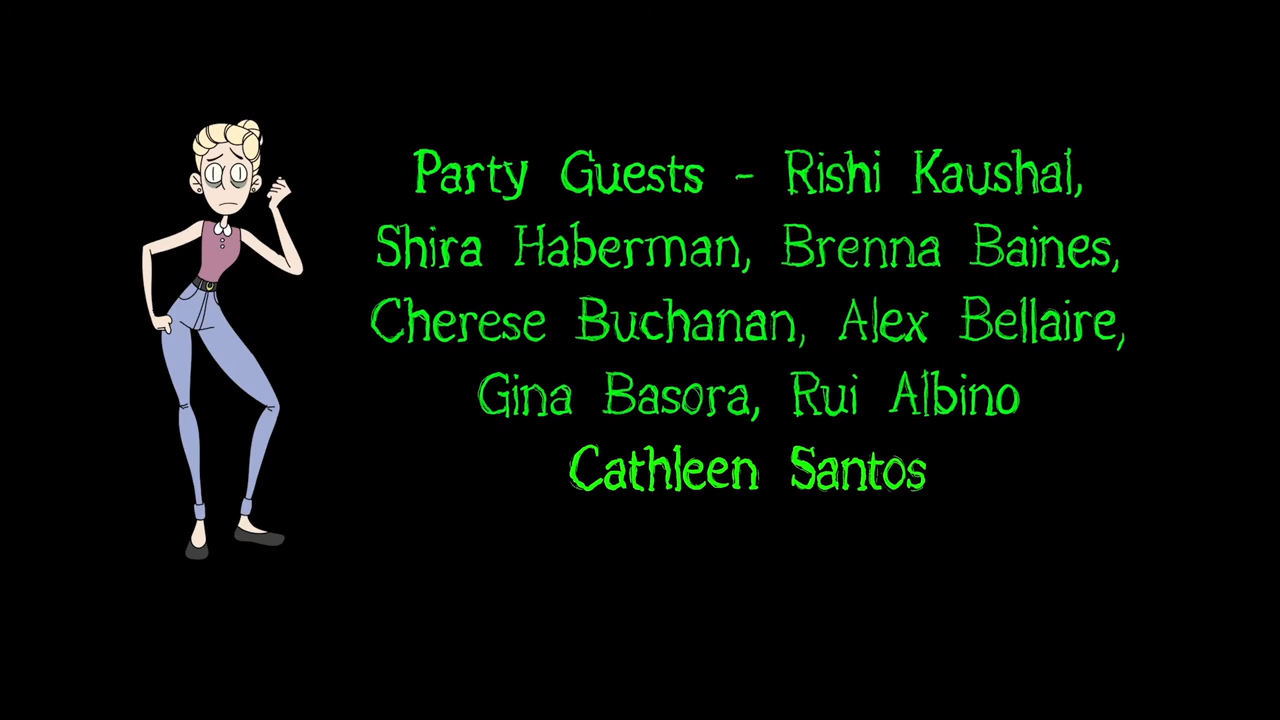 Party Guests - Rishi Kaushal,
Shira Haberman, Brenna Baines,
Cherese Buchanan, Alex Bellaire,
Gina Basora, Rui Albino
Cathleen Santos